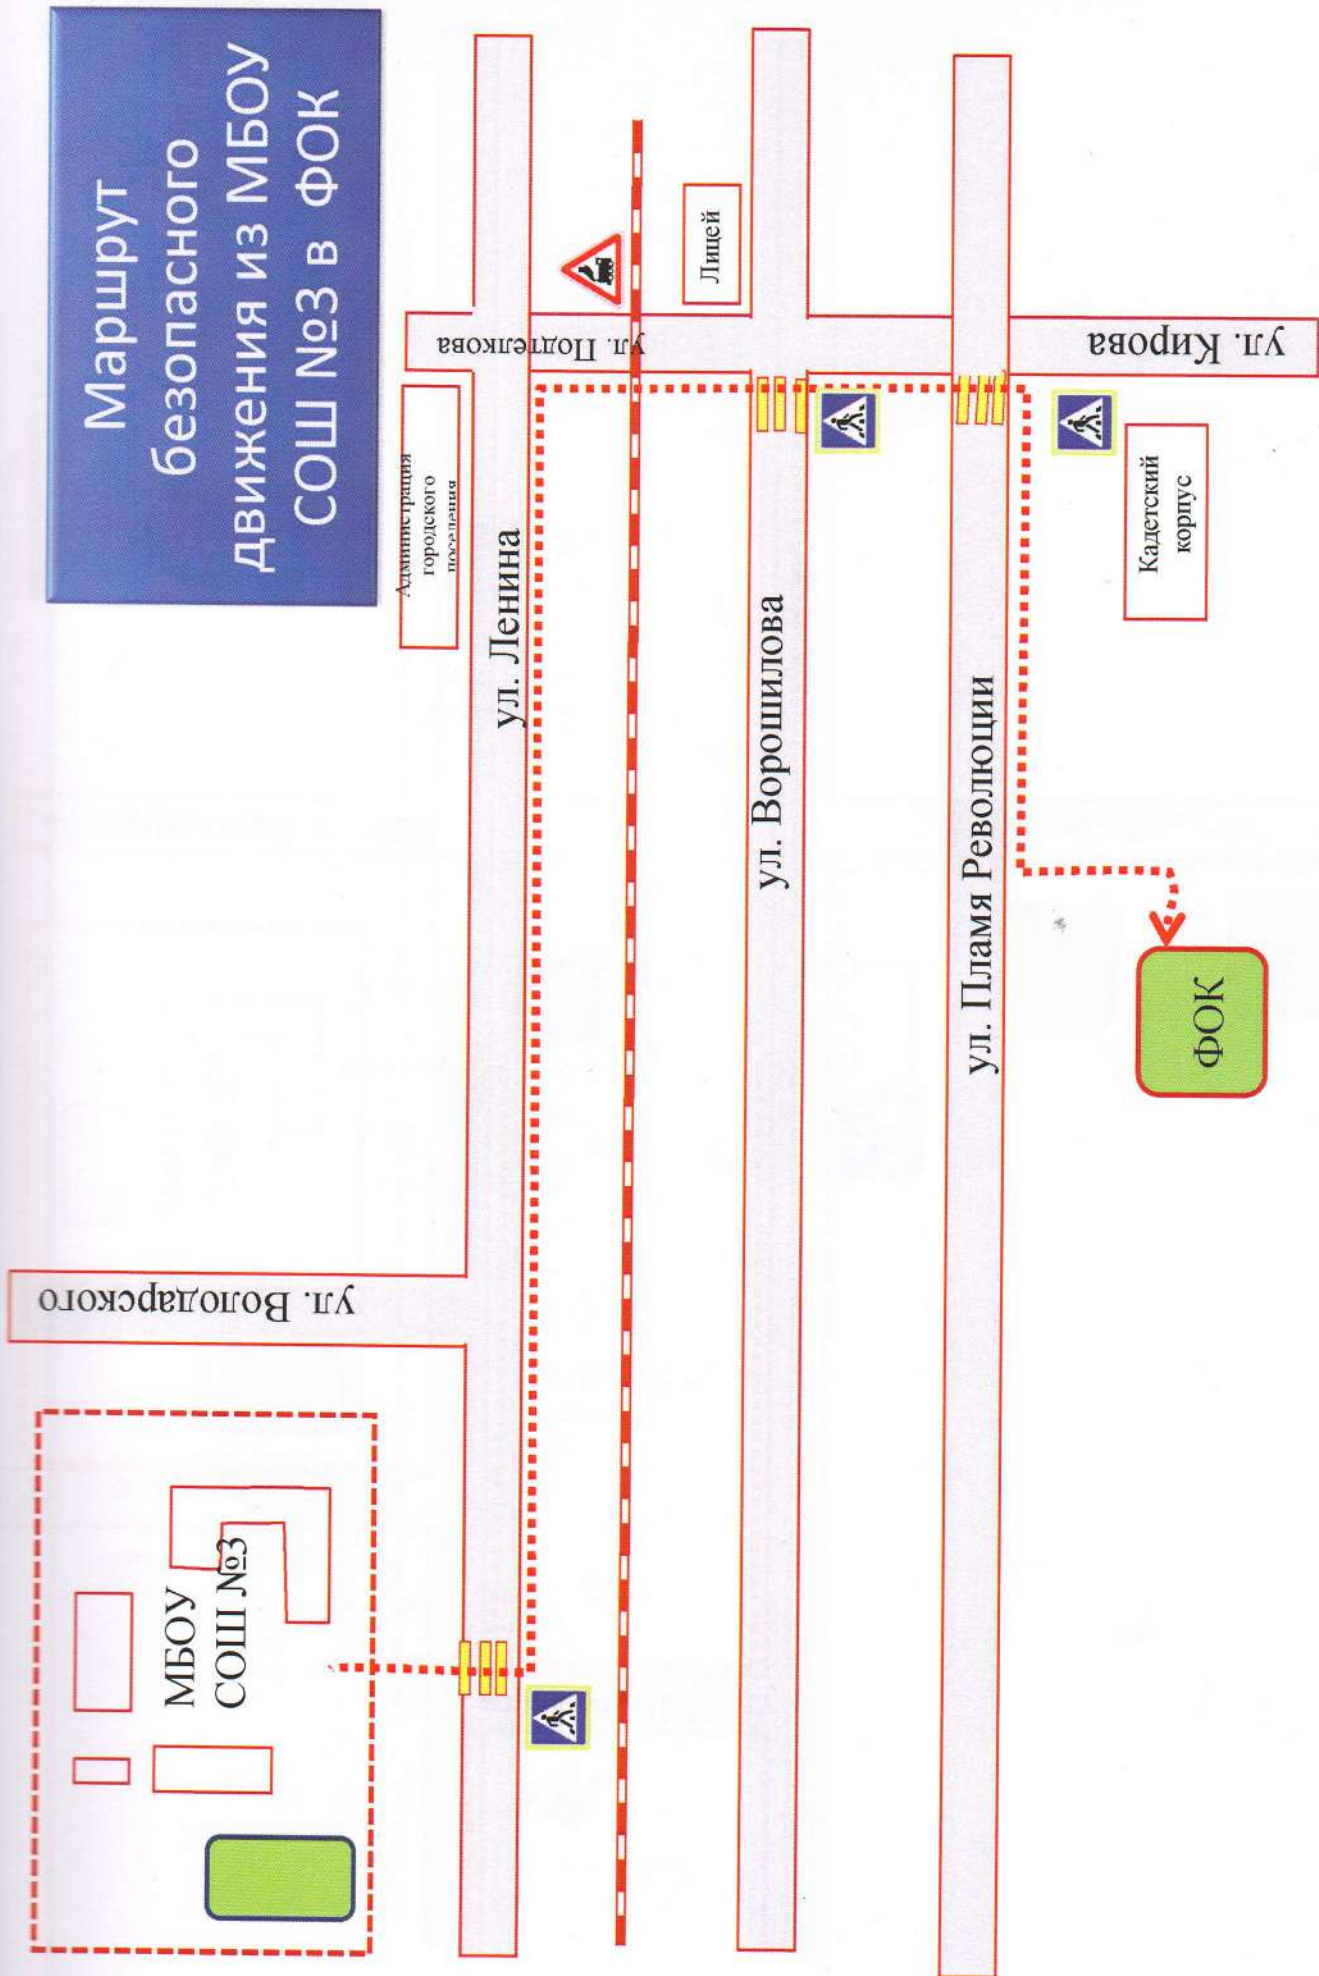 Маршрут
безопасного
движения из МБОУ
СОШ №3 в ФОК
Администрация
городского
поселения
ул. Ленина
ул. Подтелкова
Лицей
ул. Ворошилова
ул. Пламя Революции
ул. Кирова
Кадетский
корпус
ФОК
ул. Володарского
МБОУ
СОШ №3